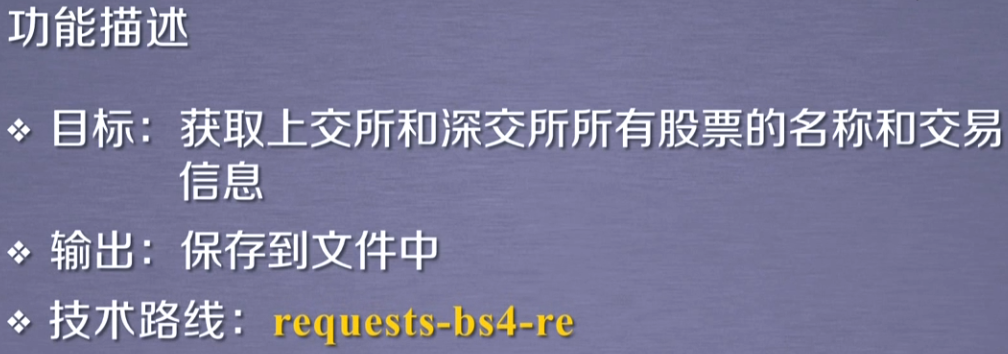 功能描述
❖ 目标：获取上交所和深交所所有股票的名称和交易
信息
❖ 输出：保存到文件中
❖ 技术路线：requests-bs4-re